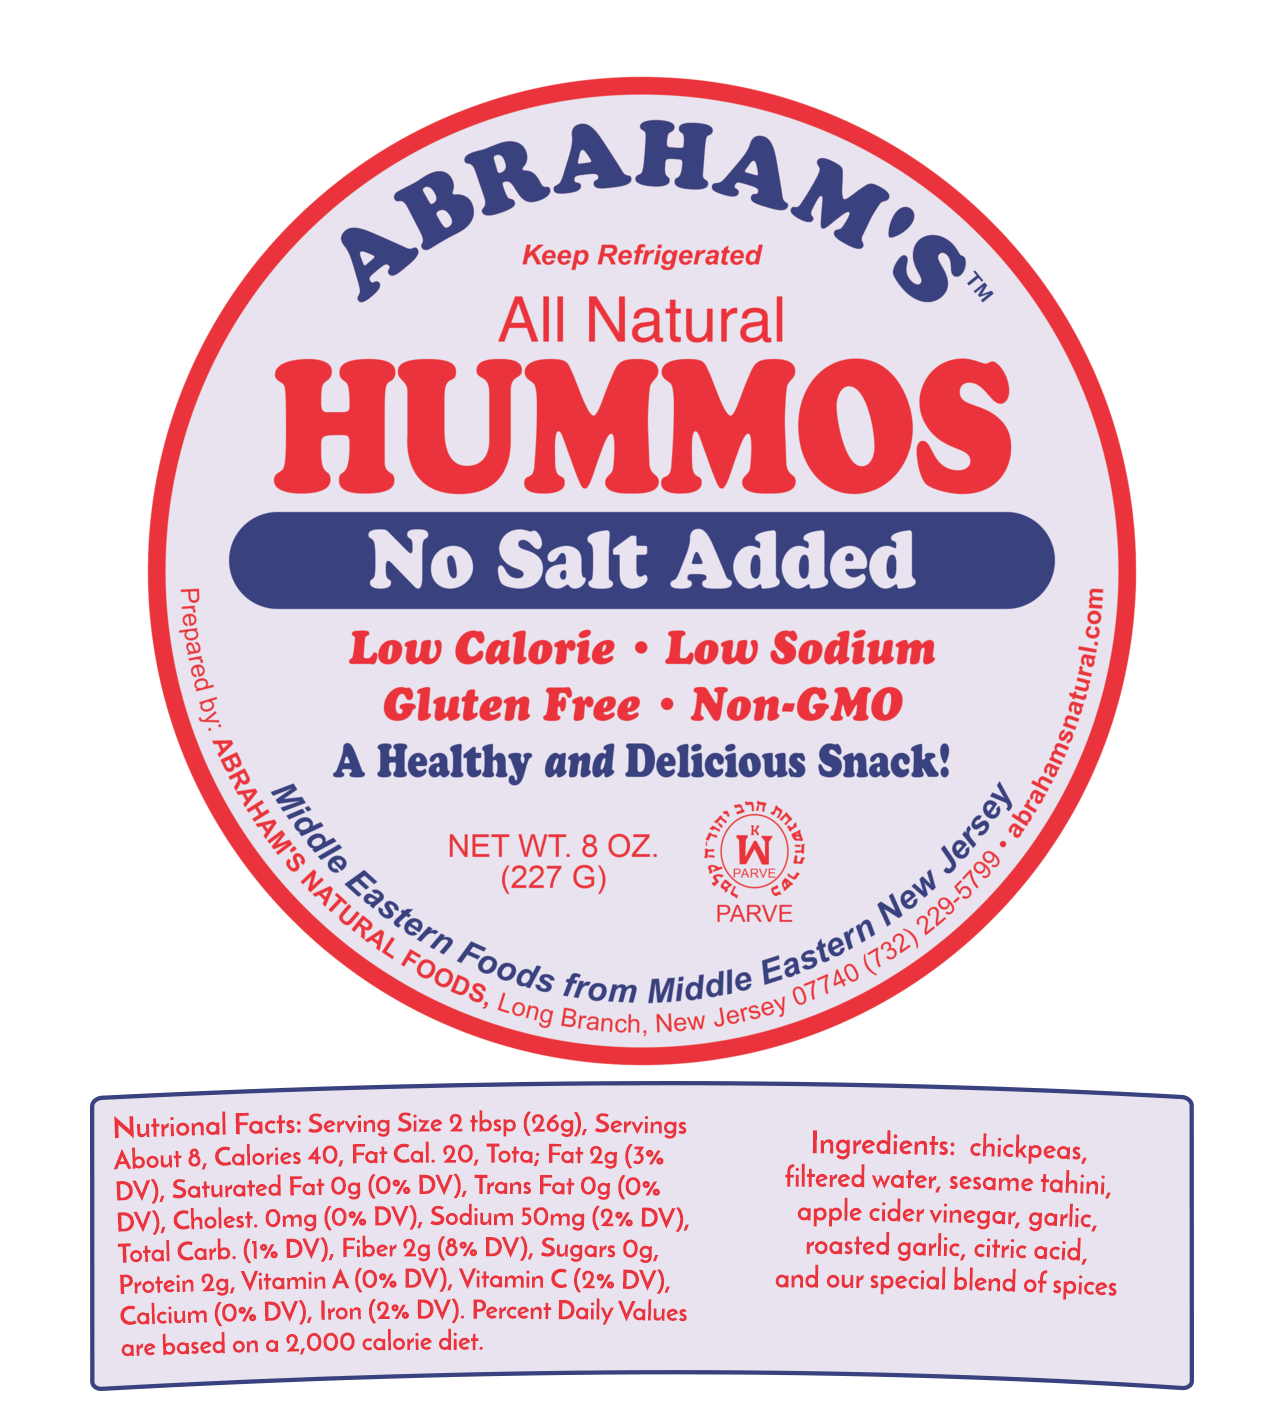 ABRAHAM'S™
Keep Refrigerated
All Natural
HUMMOS
No Salt Added
Low Calorie • Low Sodium
Gluten Free • Non-GMO
A Healthy and Delicious Snack!
NET WT. 8 OZ.
(227 G)
בהשגחת הרב יהודה קלמר
כשר
K
PARVE
PARVE
Middle Eastern Foods from Middle Eastern New Jersey
Prepared by: ABRAHAM'S NATURAL FOODS, Long Branch, New Jersey 07740 (732) 229-5799 • abrahamsnatural.com
Nutrional Facts: Serving Size 2 tbsp (26g), Servings
About 8, Calories 40, Fat Cal. 20, Tota; Fat 2g (3%
DV), Saturated Fat 0g (0% DV), Trans Fat 0g (0%
DV), Cholest. 0mg (0% DV), Sodium 50mg (2% DV),
Total Carb. (1% DV), Fiber 2g (8% DV), Sugars 0g,
Protein 2g, Vitamin A (0% DV), Vitamin C (2% DV),
Calcium (0% DV), Iron (2% DV). Percent Daily Values
are based on a 2,000 calorie diet.
Ingredients: chickpeas,
filtered water, sesame tahini,
apple cider vinegar, garlic,
roasted garlic, citric acid,
and our special blend of spices